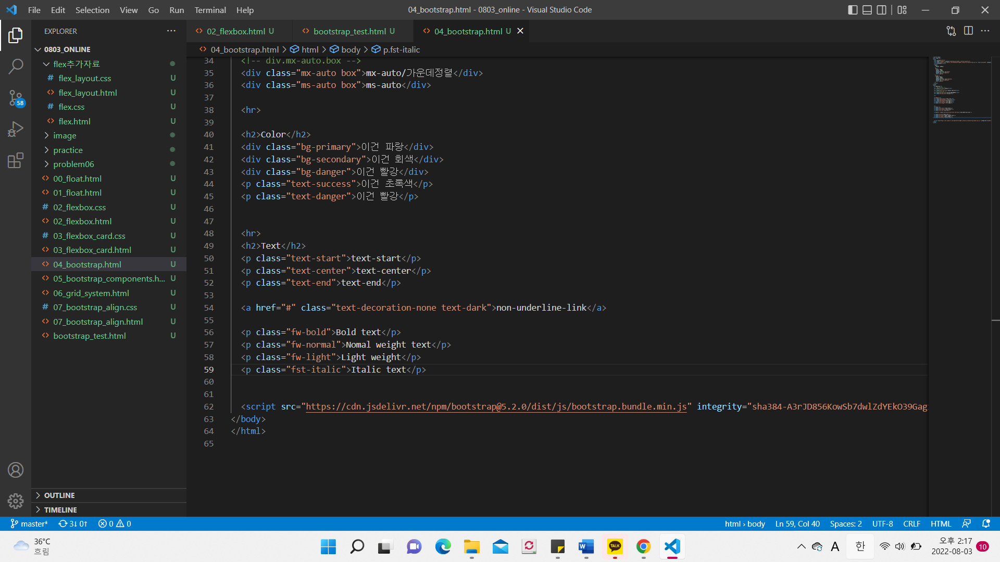 File Edit Selection View Go Run Terminal Help
04_bootstrap.html - 0803_online - Visual Studio Code
EXPLORER
0803_ONLINE
flex추가자료
flex_layout.css U
flex_layout.html U
flex.css U
flex.html U
image
practice
problem06
00_float.html U
01_float.html U
02_flexbox.css U
02_flexbox.html U
03_flexbox_card.css U
03_flexbox_card.html U
04_bootstrap.html U
05_bootstrap_components.h... U
06_grid_system.html U
07_bootstrap_align.css U
07_bootstrap_align.html U
bootstrap_test.html U
58
OUTLINE
TIMELINE
02_flexbox.html U
bootstrap_test.html U
04_bootstrap.html U
04_bootstrap.html > html > body > p.fst-italic
34 <!-- div.mx-auto.box -->
35 <div class="mx-auto box">mx-auto/가운데정렬</div>
36 <div class="ms-auto box">ms-auto</div>
37
38 <hr>
39
40 <h2>Color</h2>
41 <div class="bg-primary">이건 파랑</div>
42 <div class="bg-secondary">이건 회색</div>
43 <div class="bg-danger">이건 빨강</div>
44 <p class="text-success">이건 초록색</p>
45 <p class="text-danger">이건 빨강</p>
46
47
48 <hr>
49 <h2>Text</h2>
50 <p class="text-start">text-start</p>
51 <p class="text-center">text-center</p>
52 <p class="text-end">text-end</p>
53
54 <a href="#" class="text-decoration-none text-dark">non-underline-link</a>
55
56 <p class="fw-bold">Bold text</p>
57 <p class="fw-normal">Nomal weight text</p>
58 <p class="fw-light">Light weight</p>
59 <p class="fst-italic">Italic text</p>
60
61
62 <script src="https://cdn.jsdelivr.net/npm/bootstrap@5.2.0/dist/js/bootstrap.bundle.min.js" integrity="sha384-A3rJD856KowSb7dwlZdYEkO39Gag
63 </body>
64 </html>
65
master* 3↓ 0↑ 0 0
html › body Ln 59, Col 40 Spaces: 2 UTF-8 CRLF HTML
36°C
흐림
W
TALK
A 한
오후 2:17
2022-08-03
10